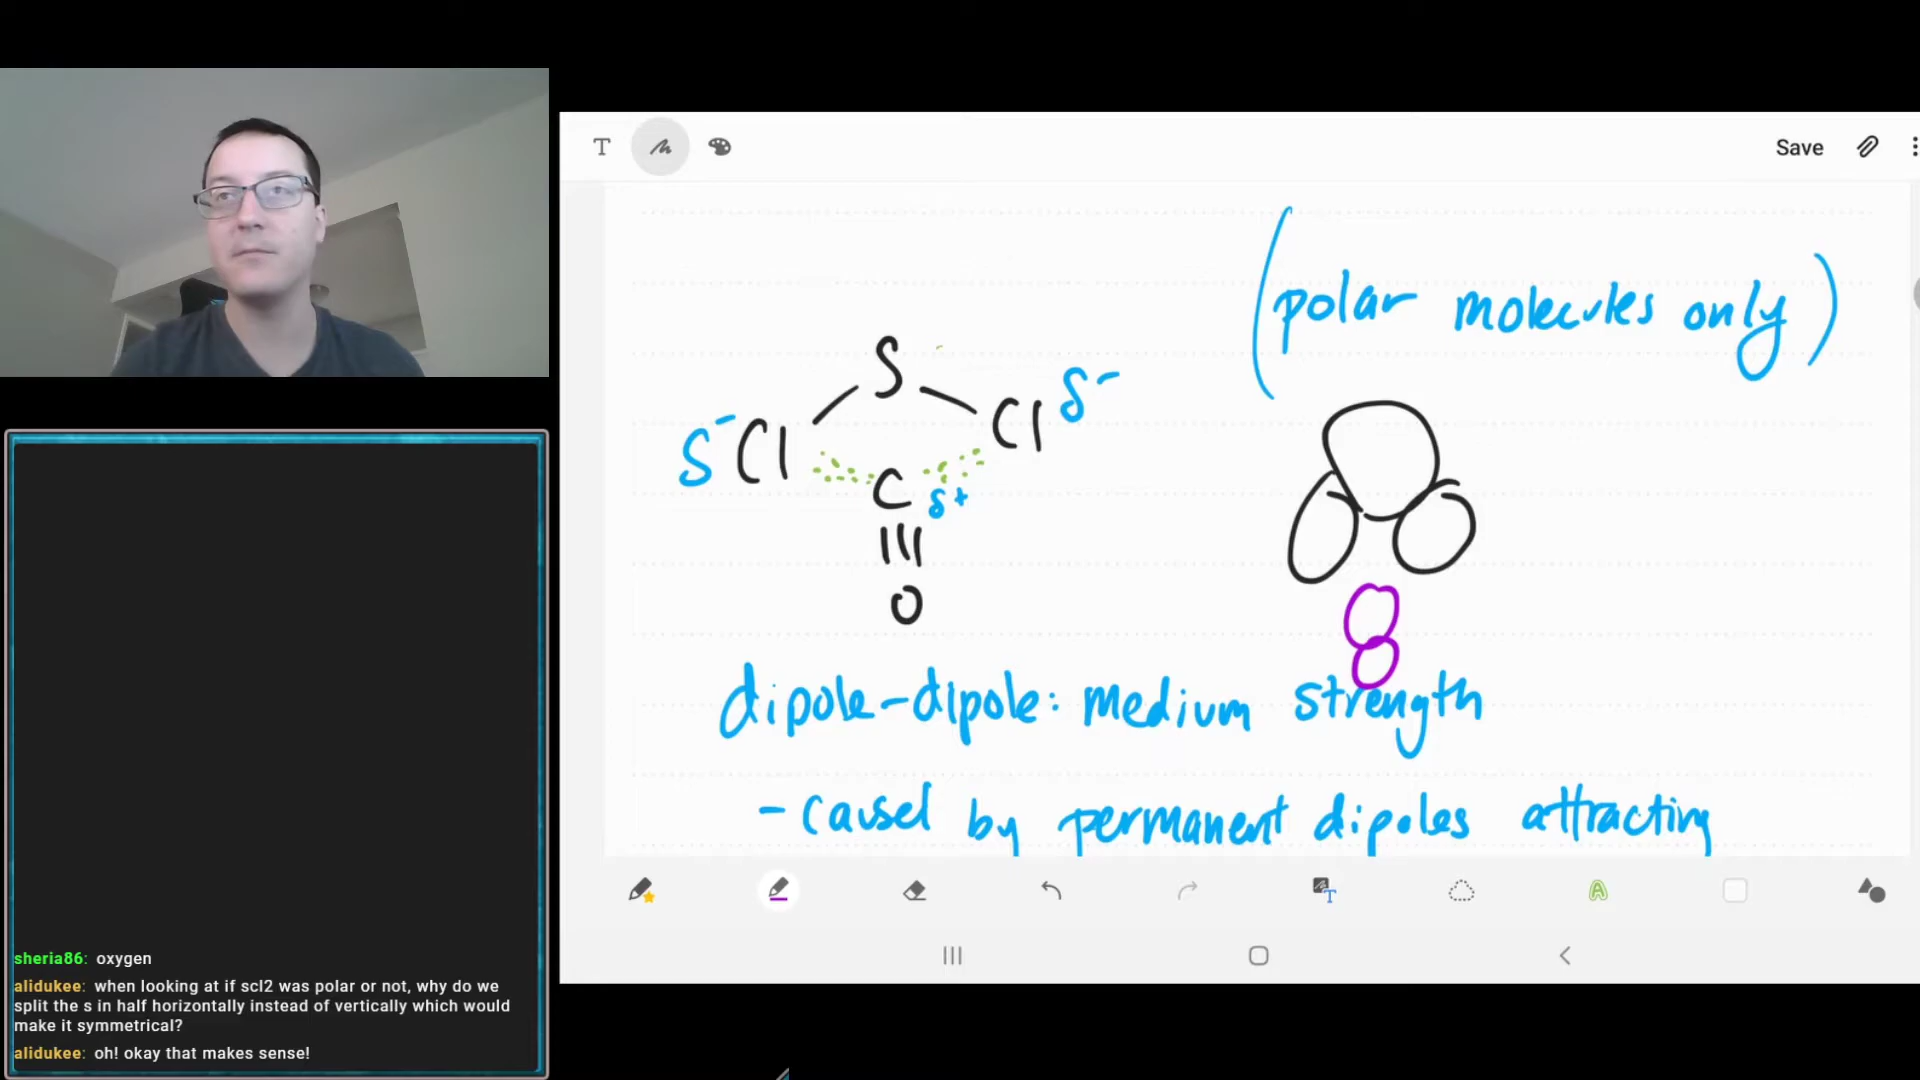 T
Save
(polar molecules only)
S
δ- Cl Cl δ-
C δ+
O
dipole-dipole: medium strength
- caused by permanent dipoles attracting
sheria86: oxygen
alidukee: when looking at if scl2 was polar or not, why do we
split the s in half horizontally instead of vertically which would
make it symmetrical?
alidukee: oh! okay that makes sense!